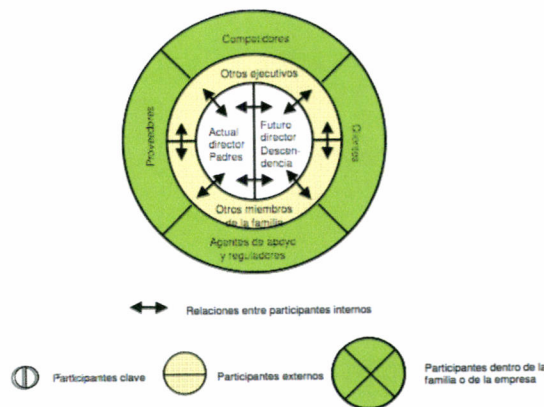 Competidores
Otros ejecutivos
Proveedores
Actual
director
Padres
Futuro
director
Descen-
dencia
Clientes
Otros miembros
de la familia
Agentes de apoyo
y reguladores
Relaciones entre participantes internos
Participantes clave
Participantes externos
Participantes dentro de la
familia o de la empresa